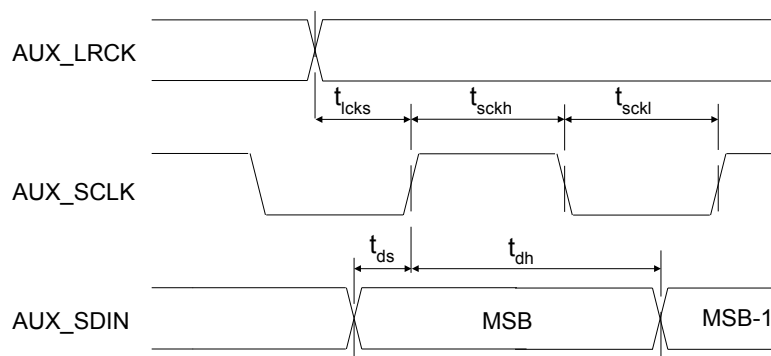 AUX_LRCK
t_lcks t_sckh t_sckl
AUX_SCLK
t_ds t_dh
AUX_SDIN MSB MSB-1